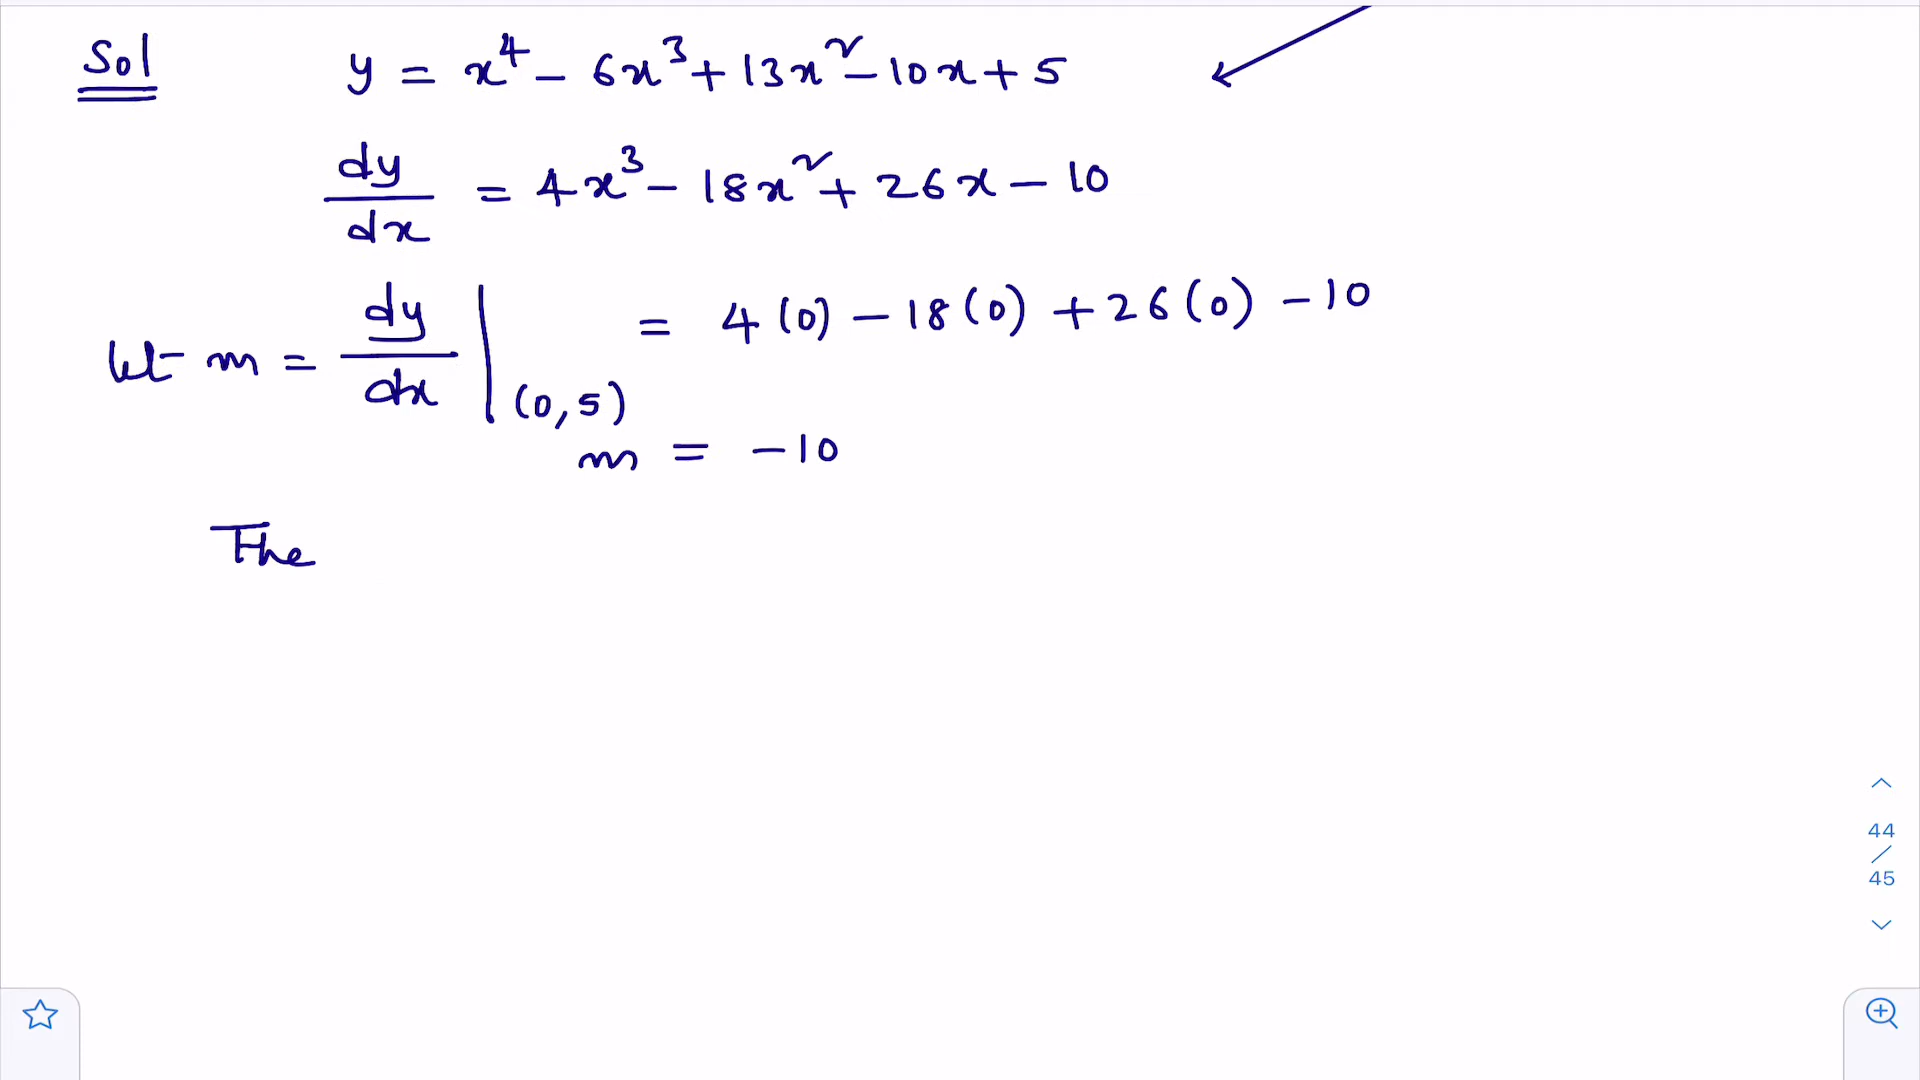 Sol y = x⁴ - 6x³ + 13x² - 10x + 5
dy/dx = 4x³ - 18x² + 26x - 10
let m = dy/dx |(0,5) = 4(0) - 18(0) + 26(0) - 10
m = -10
The
44
/
45